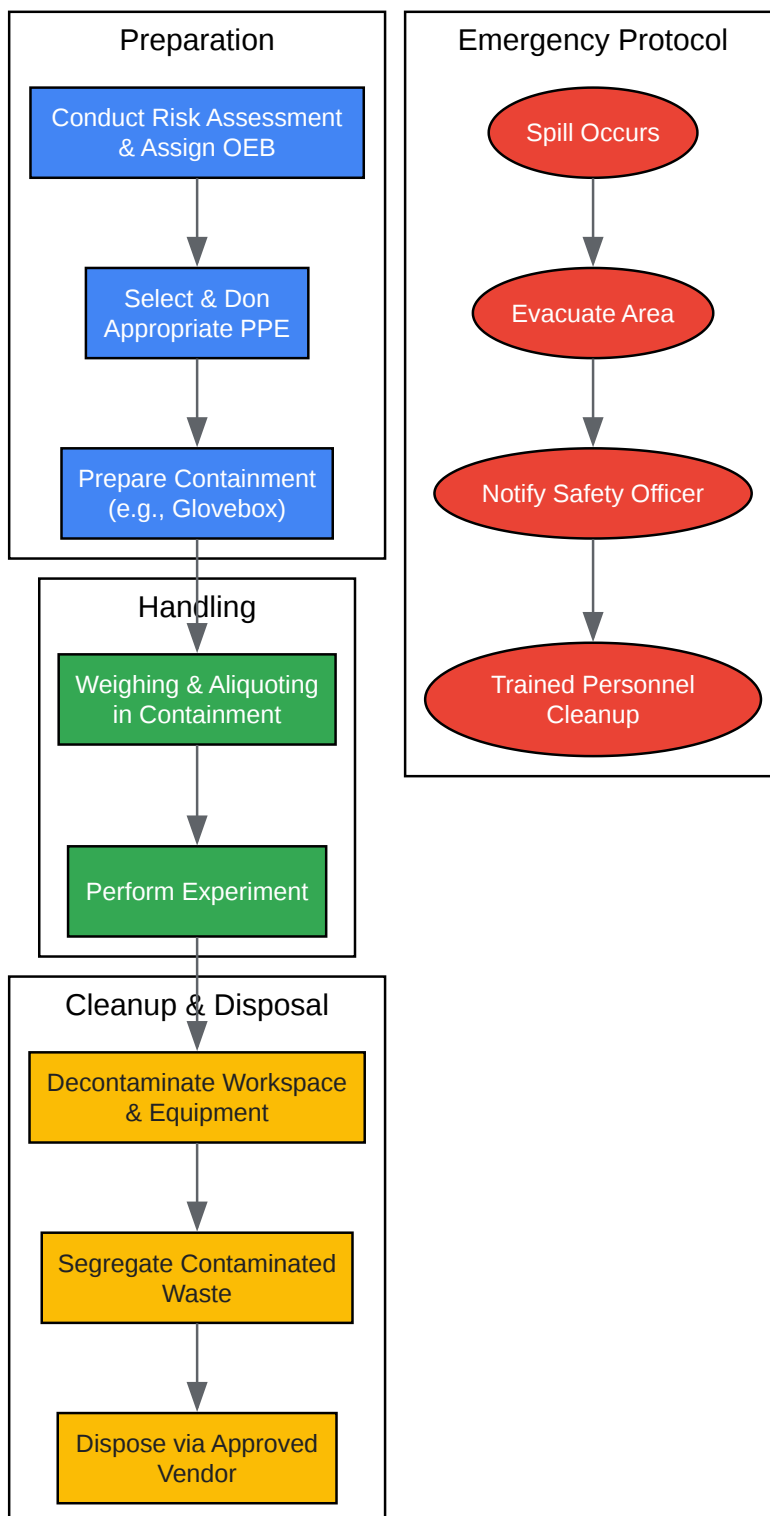 Preparation
Conduct Risk Assessment
& Assign OEB
Select & Don
Appropriate PPE
Prepare Containment
(e.g., Glovebox)
Handling
Weighing & Aliquoting
in Containment
Perform Experiment
Cleanup & Disposal
Decontaminate Workspace
& Equipment
Segregate Contaminated
Waste
Dispose via Approved
Vendor
Emergency Protocol
Spill Occurs
Evacuate Area
Notify Safety Officer
Trained Personnel
Cleanup